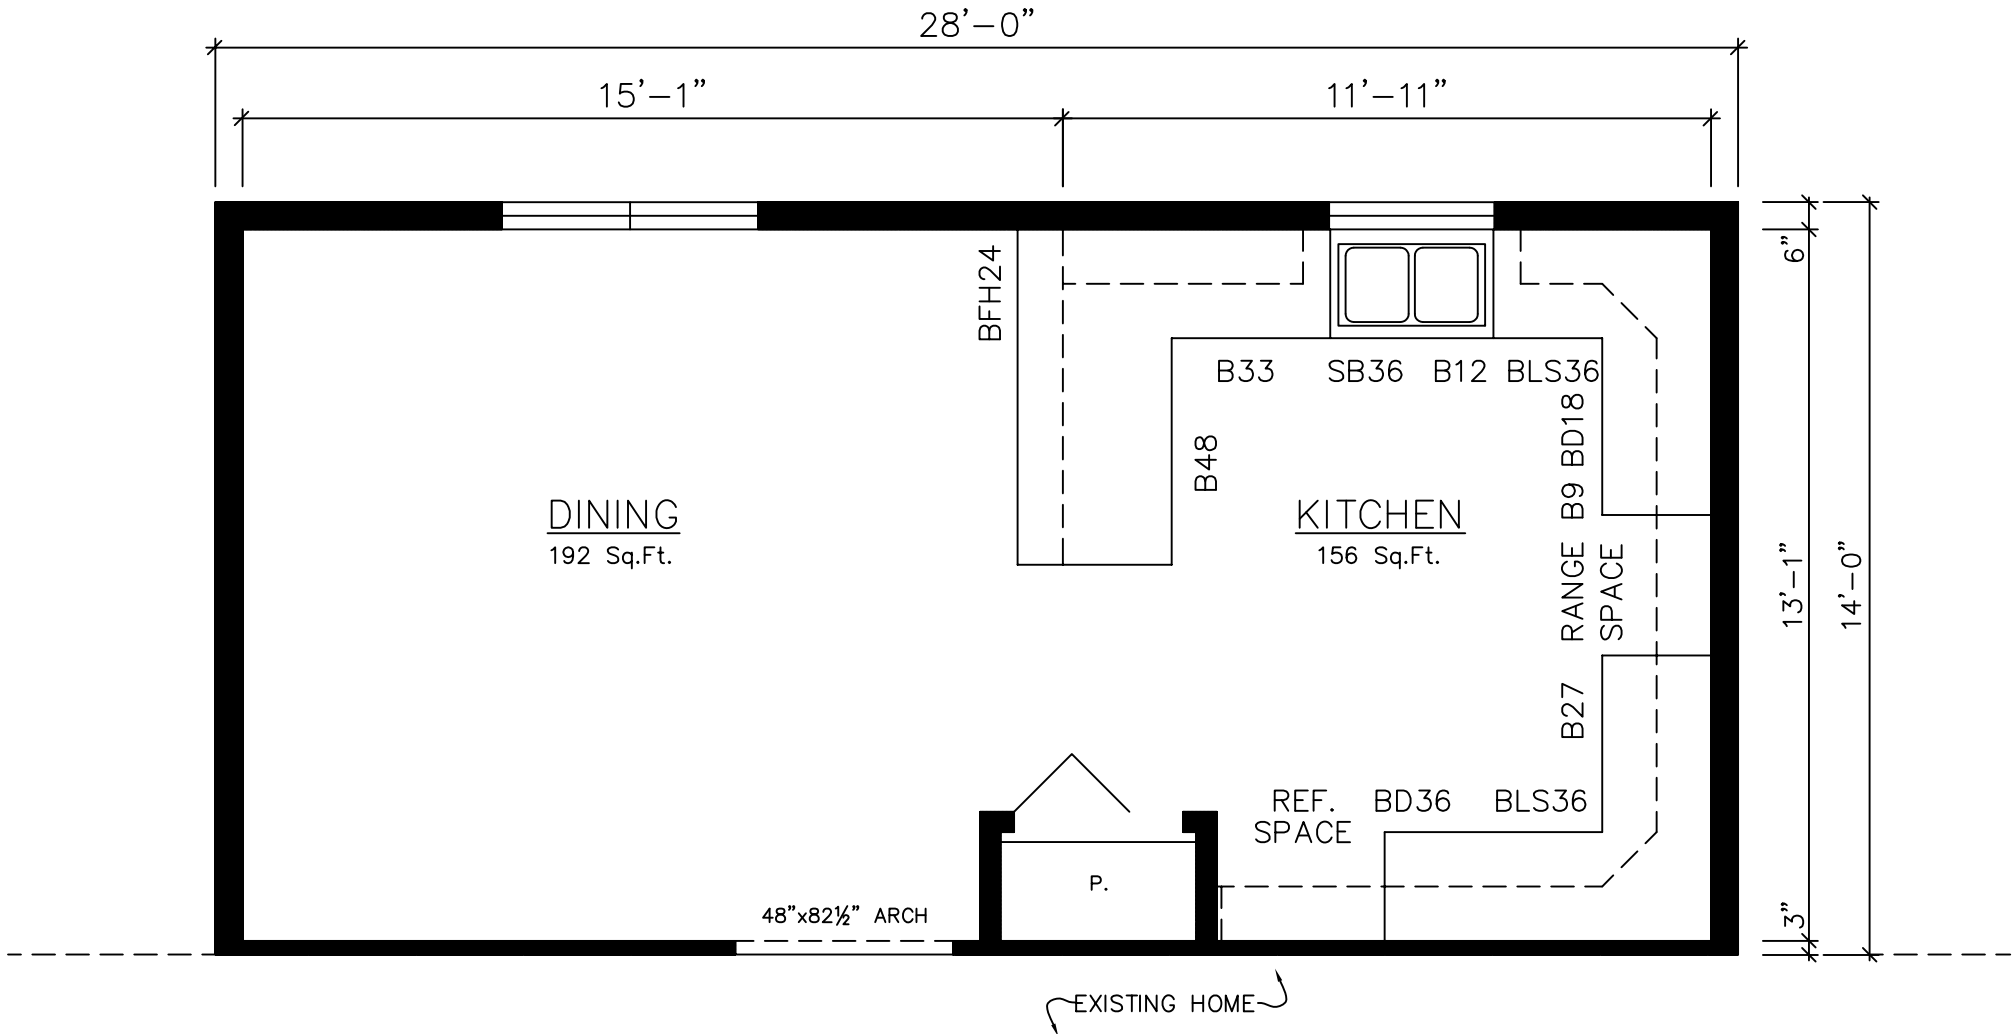 28’-0”
15’-1”
11’-11”
6”
BFH24
B33
SB36
B12
BLS36
BD18
B9
B48
DINING
192 Sq.Ft.
KITCHEN
156 Sq.Ft.
RANGE
SPACE
13’-1”
14’-0”
B27
REF.
SPACE
BD36
BLS36
P.
48”x82½” ARCH
3”
EXISTING HOME